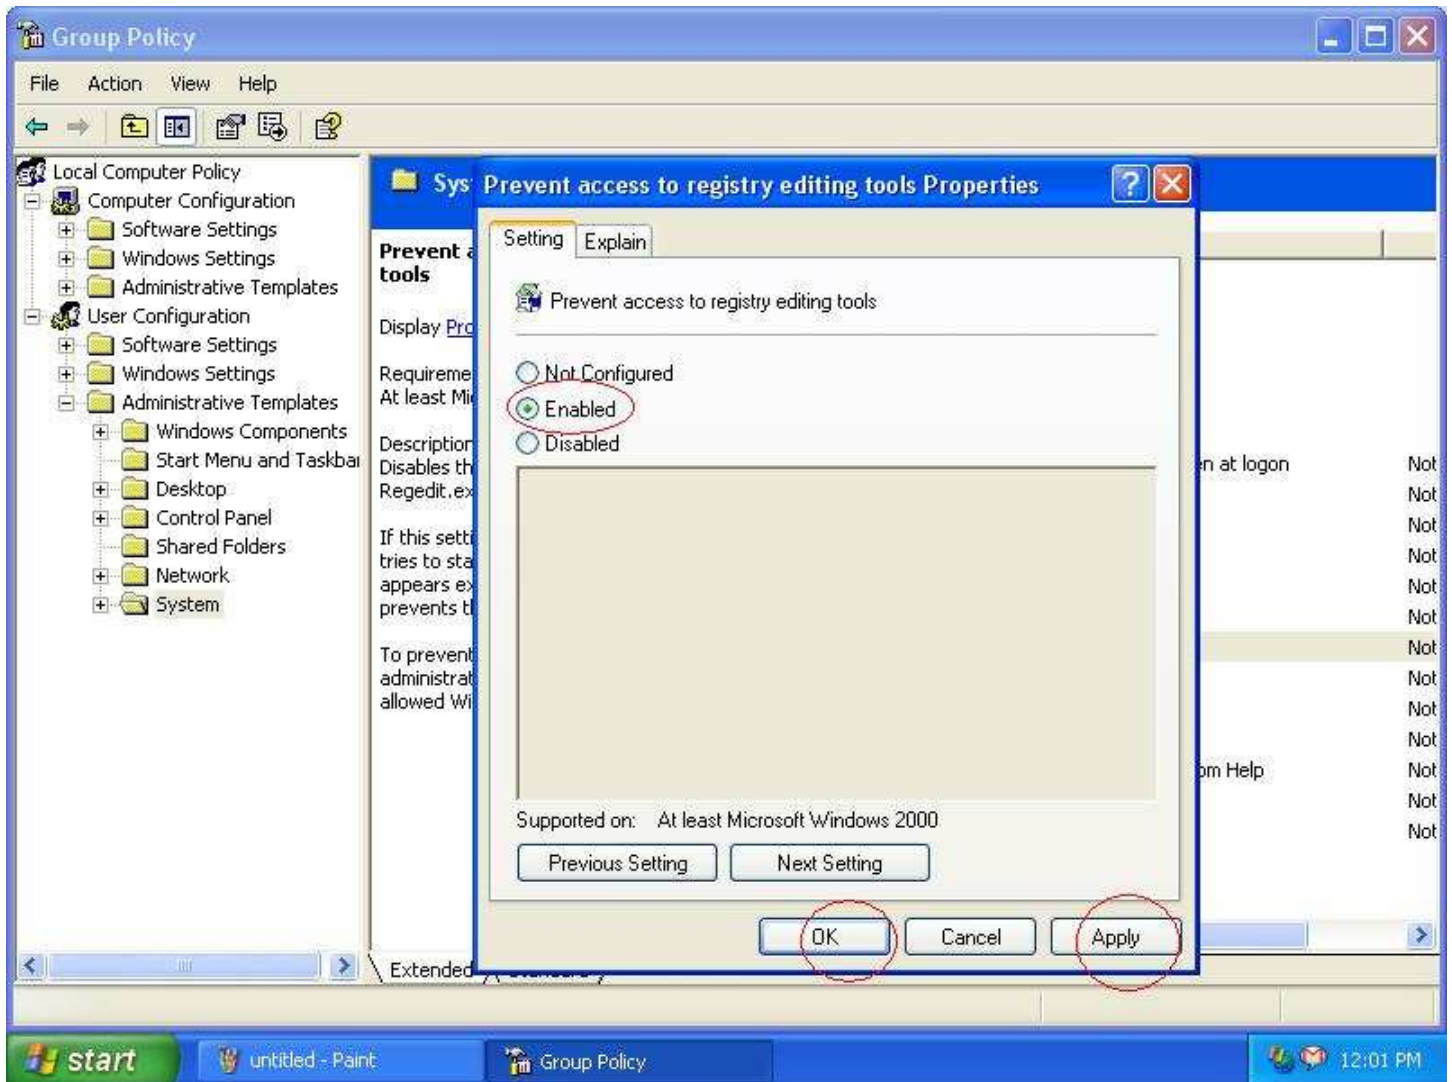 Group Policy
File Action View Help
Local Computer Policy
Computer Configuration
Software Settings
Windows Settings
Administrative Templates
User Configuration
Software Settings
Windows Settings
Administrative Templates
Windows Components
Start Menu and Taskbar
Desktop
Control Panel
Shared Folders
Network
System
Sys
Prevent a
tools
Display Pro
Requireme
At least Mic
Description
Disables th
Regedit.ex
If this setti
tries to sta
appears ex
prevents th
To prevent
administrat
allowed Wi
Extended
Prevent access to registry editing tools Properties
Setting Explain
Prevent access to registry editing tools
Not Configured
Enabled
Disabled
Supported on: At least Microsoft Windows 2000
Previous Setting Next Setting
OK Cancel Apply
n at logon Not
Not
Not
Not
Not
Not
Not
Not
Not
Not
om Help Not
Not
Not
start untitled - Paint Group Policy 12:01 PM